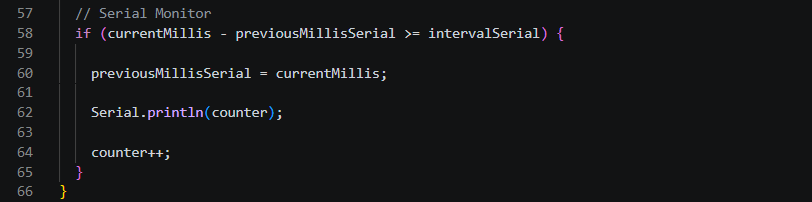 57 // Serial Monitor
58 if (currentMillis - previousMillisSerial >= intervalSerial) {
59
60 previousMillisSerial = currentMillis;
61
62 Serial.println(counter);
63
64 counter++;
65 }
66 }